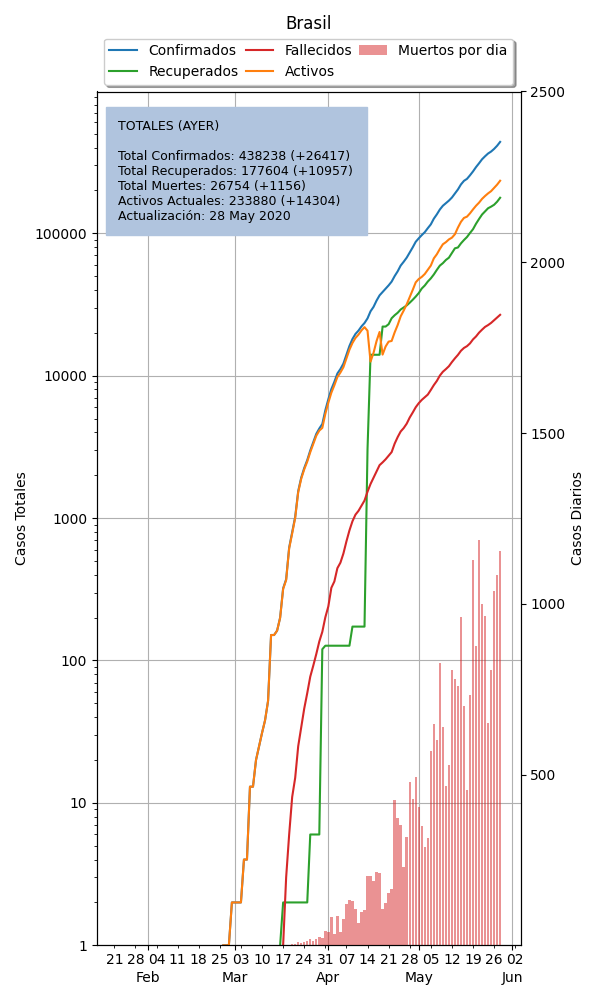 Brasil
Confirmados
Recuperados
Fallecidos
Activos
Muertos por dia
TOTALES (AYER)
Total Confirmados: 438238 (+26417)
Total Recuperados: 177604 (+10957)
Total Muertes: 26754 (+1156)
Activos Actuales: 233880 (+14304)
Actualización: 28 May 2020
Casos Totales
100000
10000
1000
100
10
1
2500
2000
1500
1000
500
Casos Diarios
21 28 04 11 18 25 03 10 17 24 31 07 14 21 28 05 12 19 26 02
Feb Mar Apr May Jun